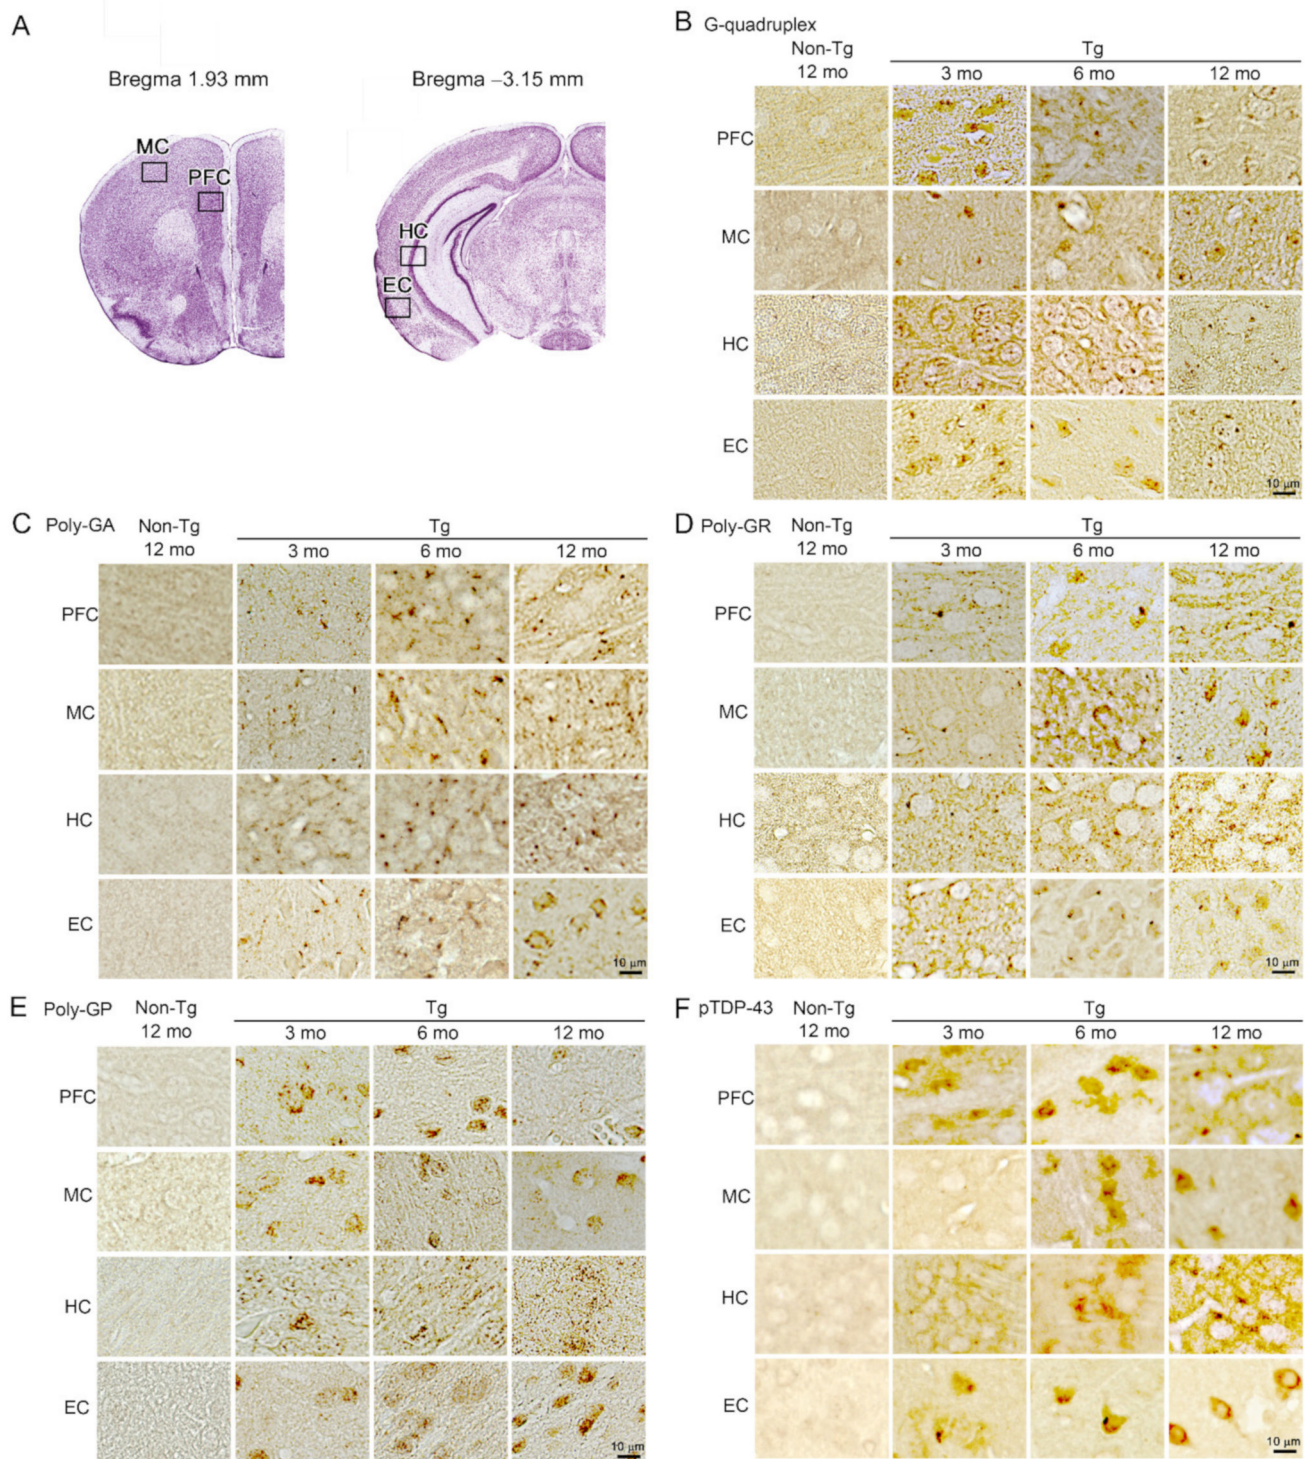 A
Bregma 1.93 mm
Bregma –3.15 mm
MC
PFC
HC
EC
B G-quadruplex
Non-Tg Tg
12 mo 3 mo 6 mo 12 mo
PFC
MC
HC
EC
10 µm
C Poly-GA Non-Tg Tg
12 mo 3 mo 6 mo 12 mo
PFC
MC
HC
EC
10 µm
D Poly-GR Non-Tg Tg
12 mo 3 mo 6 mo 12 mo
PFC
MC
HC
EC
10 µm
E Poly-GP Non-Tg Tg
12 mo 3 mo 6 mo 12 mo
PFC
MC
HC
EC
10 µm
F pTDP-43 Non-Tg Tg
12 mo 3 mo 6 mo 12 mo
PFC
MC
HC
EC
10 µm